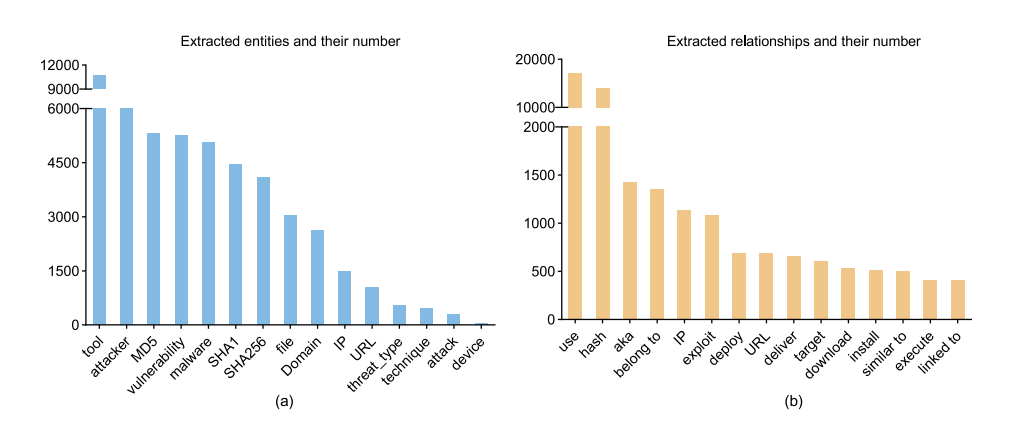 Extracted entities and their number
12000
9000
6000
4500
3000
1500
0
tool
attacker
MD5
vulnerability
malware
SHA1
SHA256
file
Domain
IP
URL
threat_type
technique
attack
device
(a)
Extracted relationships and their number
20000
10000
2000
1500
1000
500
0
use
hash
aka
belong to
IP
exploit
deploy
URL
deliver
target
download
install
similar to
execute
linked to
(b)